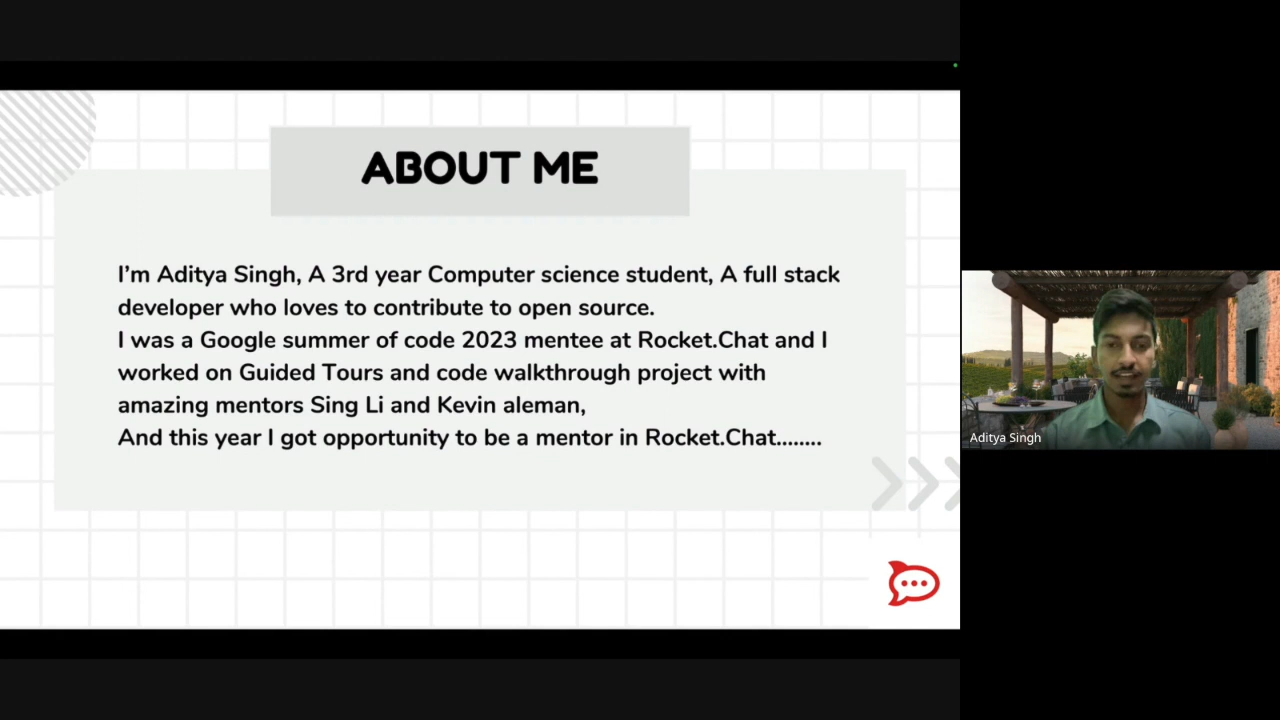 ABOUT ME
I’m Aditya Singh, A 3rd year Computer science student, A full stack
developer who loves to contribute to open source.
I was a Google summer of code 2023 mentee at Rocket.Chat and I
worked on Guided Tours and code walkthrough project with
amazing mentors Sing Li and Kevin aleman,
And this year I got opportunity to be a mentor in Rocket.Chat........
Aditya Singh